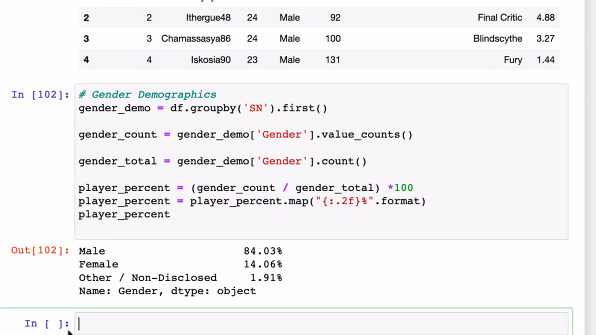 2 2 Ithergue48 24 Male 92 Final Critic 4.88
3 3 Chamassasya86 24 Male 100 Blindscythe 3.27
4 4 Iskosia90 23 Male 131 Fury 1.44
In [102]: # Gender Demographics
gender_demo = df.groupby('SN').first()
gender_count = gender_demo['Gender'].value_counts()
gender_total = gender_demo['Gender'].count()
player_percent = (gender_count / gender_total) *100
player_percent = player_percent.map("{:.2f}%".format)
player_percent
Out[102]: Male 84.03%
Female 14.06%
Other / Non-Disclosed 1.91%
Name: Gender, dtype: object
In [ ]: